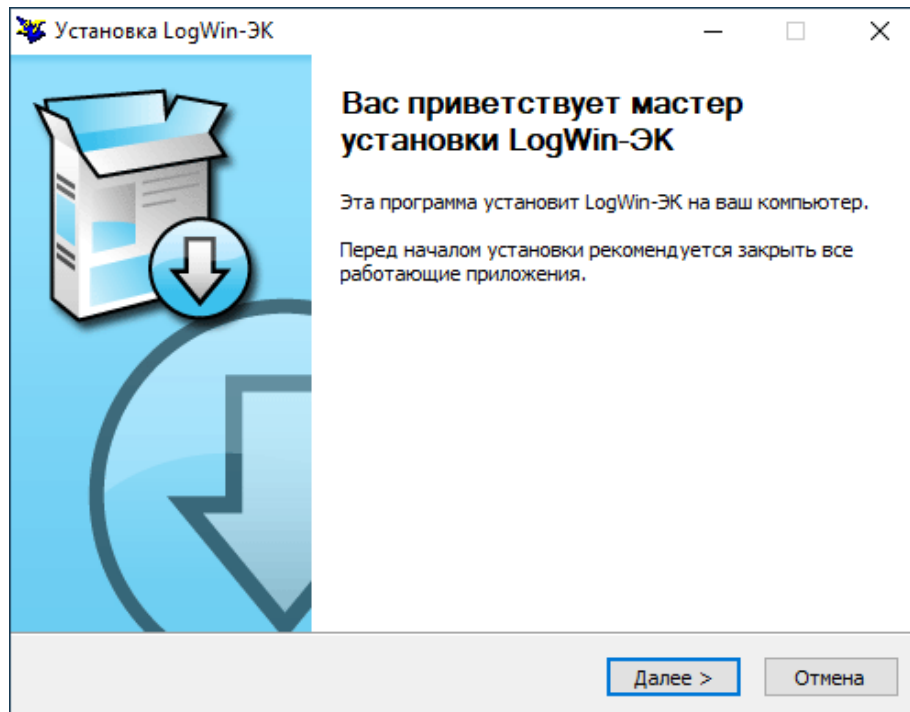 Установка LogWin-ЭК
Вас приветствует мастер
установки LogWin-ЭК
Эта программа установит LogWin-ЭК на ваш компьютер.
Перед началом установки рекомендуется закрыть все
работающие приложения.
Далее >
Отмена